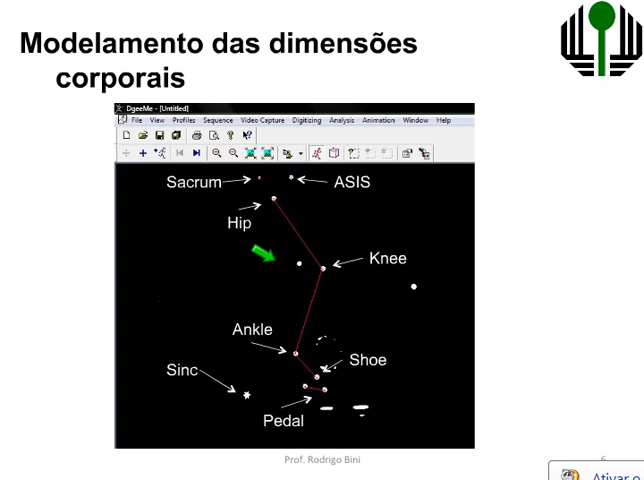 Modelamento das dimensões
corporais
DgeeMe - [Untitled]
File View Profiles Sequence Video Capture Digitizing Analysis Animation Window Help
Sacrum
ASIS
Hip
Knee
Ankle
Shoe
Sinc
Pedal
Prof. Rodrigo Bini
6
Ativar o